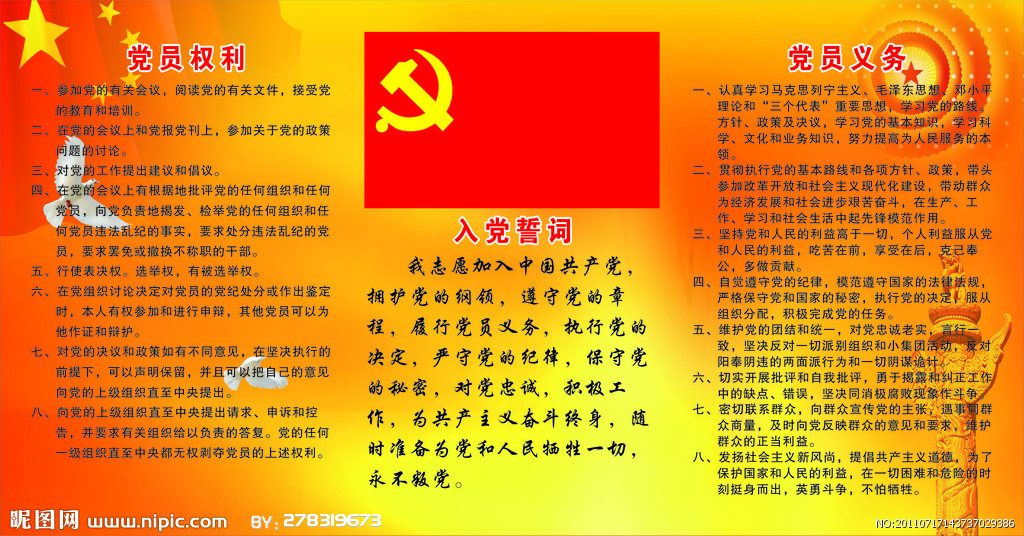 党员权利
一、参加党的有关会议，阅读党的有关文件，接受党
的教育和培训。
二、在党的会议上和党报党刊上，参加关于党的政策
问题的讨论。
三、对党的工作提出建议和倡议。
四、在党的会议上有根据地批评党的任何组织和任何
党员，向党负责地揭发、检举党的任何组织和任
何党员违法乱纪的事实，要求处分违法乱纪的党
员，要求罢免或撤换不称职的干部。
五、行使表决权。选举权，有被选举权。
六、在党组织讨论决定对党员的党纪处分或作出鉴定
时，本人有权参加和进行申辩，其他党员可以为
他作证和辩护。
七、对党的决议和政策如有不同意见，在坚决执行的
前提下，可以声明保留，并且可以把自己的意见
向党的上级组织直至中央提出。
八、向党的上级组织直至中央提出请求、申诉和控
告，并要求有关组织给以负责的答复。党的任何
一级组织直至中央都无权剥夺党员的上述权利。
入党誓词
我志愿加入中国共产党，
拥护党的纲领，遵守党的章
程，履行党员义务，执行党的
决定，严守党的纪律，保守党
的秘密，对党忠诚，积极工
作，为共产主义奋斗终身，随
时准备为党和人民牺牲一切，
永不叛党。
党员义务
一、认真学习马克思列宁主义、毛泽东思想、邓小平
理论和“三个代表”重要思想，学习党的路线、
方针、政策及决议，学习党的基本知识，学习科
学、文化和业务知识，努力提高为人民服务的本
领。
二、贯彻执行党的基本路线和各项方针、政策，带头
参加改革开放和社会主义现代化建设，带动群众
为经济发展和社会进步艰苦奋斗，在生产、工
作、学习和社会生活中起先锋模范作用。
三、坚持党和人民的利益高于一切，个人利益服从党
和人民的利益，吃苦在前，享受在后，克己奉
公，多做贡献。
四、自觉遵守党的纪律，模范遵守国家的法律法规，
严格保守党和国家的秘密，执行党的决定，服从
组织分配，积极完成党的任务。
五、维护党的团结和统一，对党忠诚老实，言行一
致，坚决反对一切派别组织和小集团活动，反对
阳奉阴违的两面派行为和一切阴谋诡计。
六、切实开展批评和自我批评，勇于揭露和纠正工作
中的缺点、错误，坚决同消极腐败现象作斗争。
七、密切联系群众，向群众宣传党的主张，遇事同群
众商量，及时向党反映群众的意见和要求，维护
群众的正当利益。
八、发扬社会主义新风尚，提倡共产主义道德，为了
保护国家和人民的利益，在一切困难和危险的时
刻挺身而出，英勇斗争，不怕牺牲。
昵图网 www.nipic.com BY: 278319673
NO:20110717143737029386